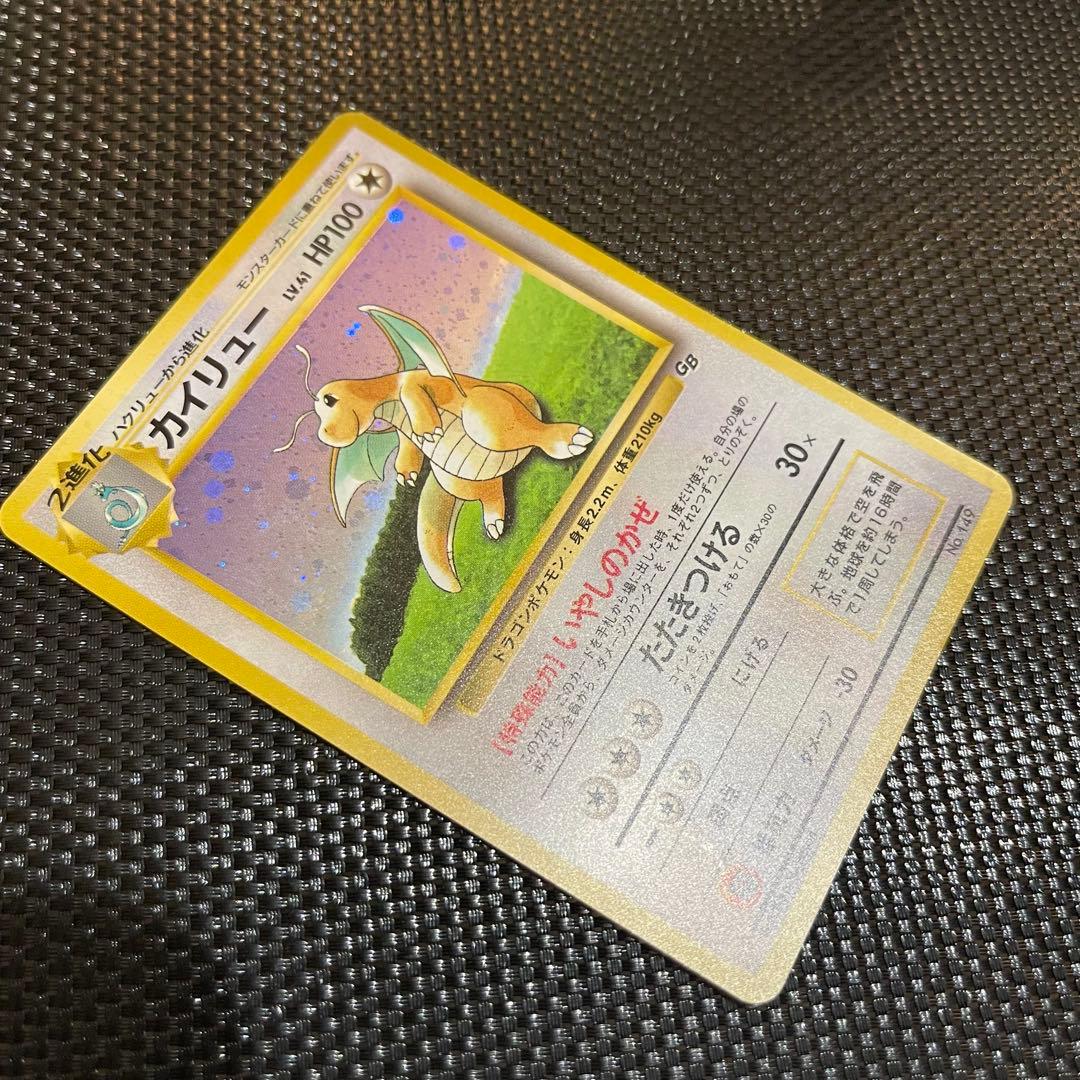 2進化 ハクリューから進化 モンスターカードに重ねて使います。
カイリュー LV.41 HP100
GB
ドラゴンポケモン：身長2.2m、体重210kg
【特殊能力】いやしのかぜ
この力は、このカードを手札から場に出した時、1度だけ使える。自分の場の
ポケモン全員から、ダメージカウンターを、それぞれ2つずつ、とりのぞく。
たたきつける 30×
コインを2枚投げ、「おもて」の数×30の
ダメージ。
弱点
抵抗力 ダメージ -30
にげる
大きな体格で空を飛
ぶ。地球を約16時間
で1周してしまう。
No.149